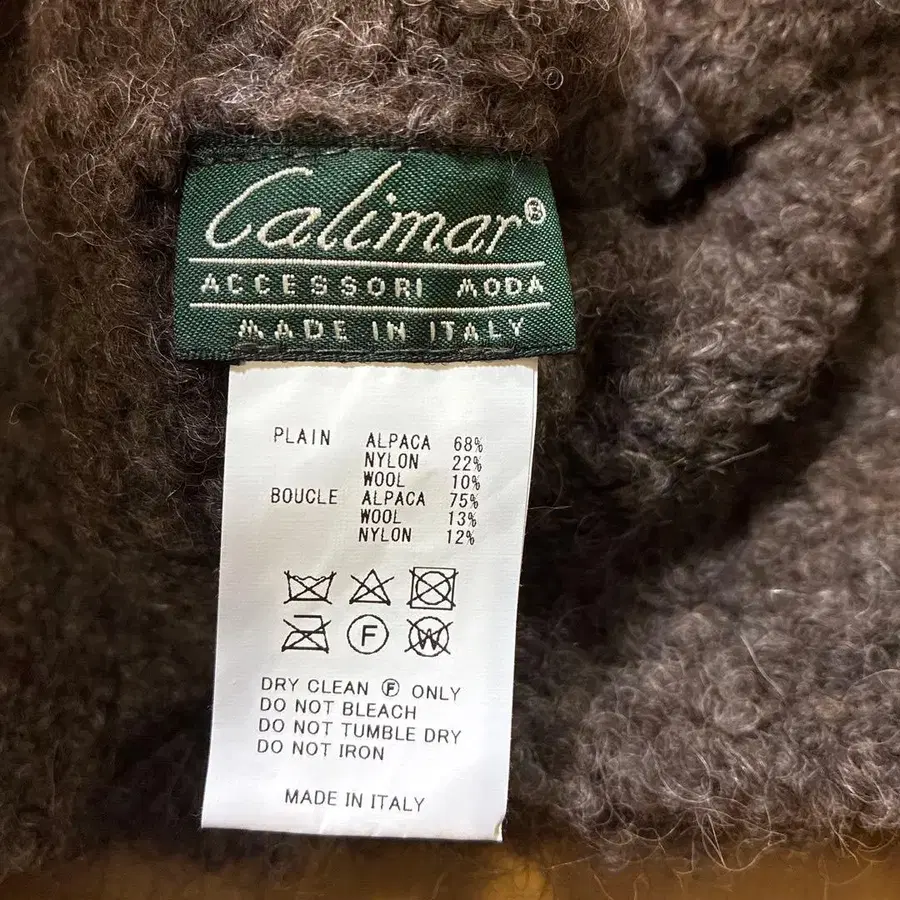 Calimar®
ACCESSORI MODA
MADE IN ITALY
PLAIN ALPACA 68%
NYLON 22%
WOOL 10%
BOUCLE ALPACA 75%
WOOL 13%
NYLON 12%
F W
DRY CLEAN Ⓕ ONLY
DO NOT BLEACH
DO NOT TUMBLE DRY
DO NOT IRON
MADE IN ITALY